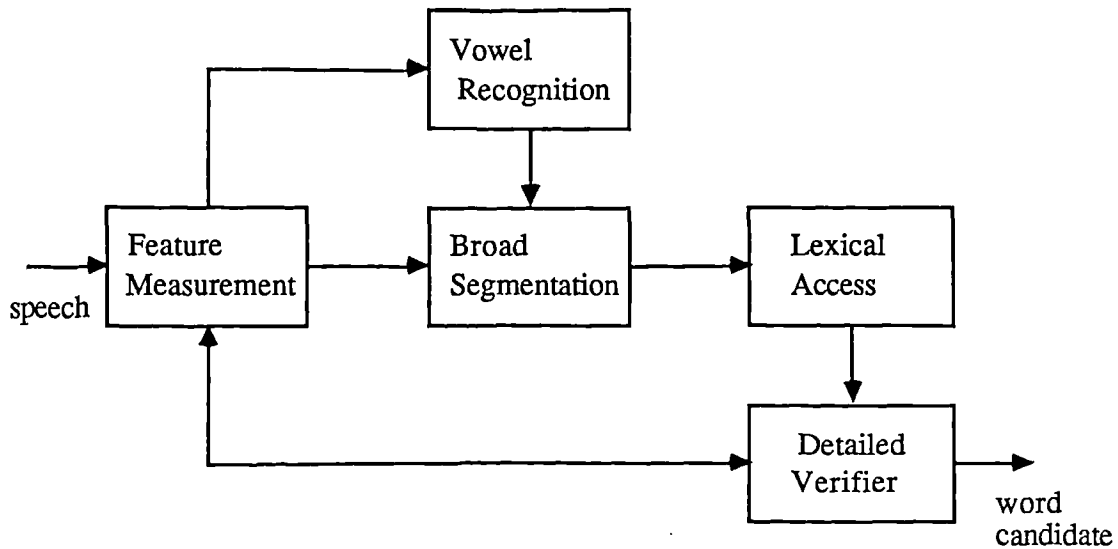 Vowel
Recognition
Feature
Measurement
Broad
Segmentation
Lexical
Access
speech
Detailed
Verifier
word
candidate